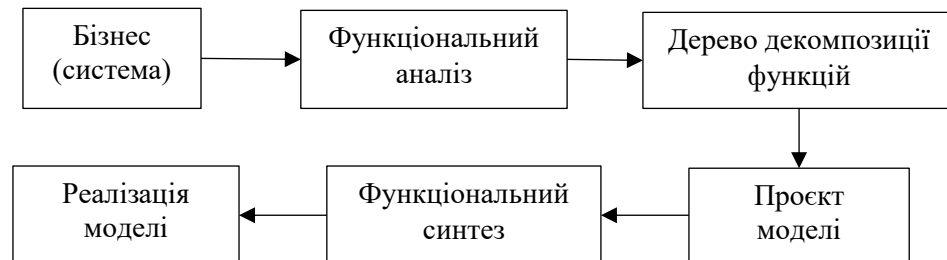 Бізнес
(система)
Функціональний
аналіз
Дерево декомпозиції
функцій
Проєкт
моделі
Функціональний
синтез
Реалізація
моделі